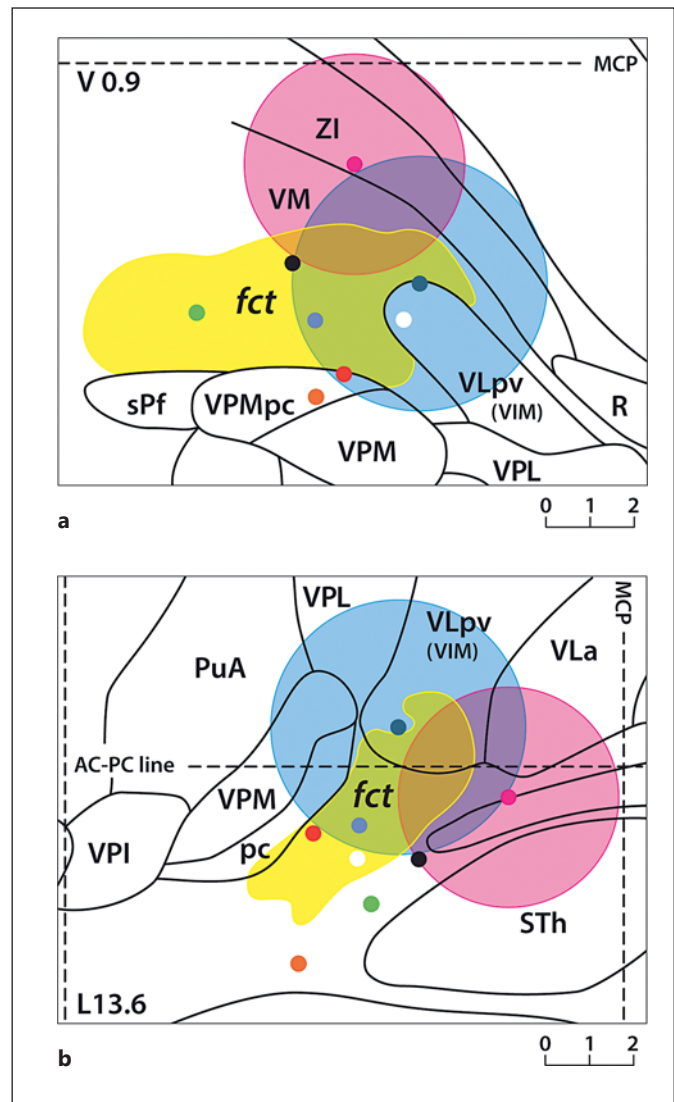 MCP
V 0.9
ZI
VM
fct
VLpv
(VIM)
R
sPf
VPMpc
VPM
VPL
a
0 1 2
VPL
VLpv
(VIM)
MCP
VLa
PuA
AC-PC line
fct
VPM
VPI
pc
STh
L13.6
0 1 2
b